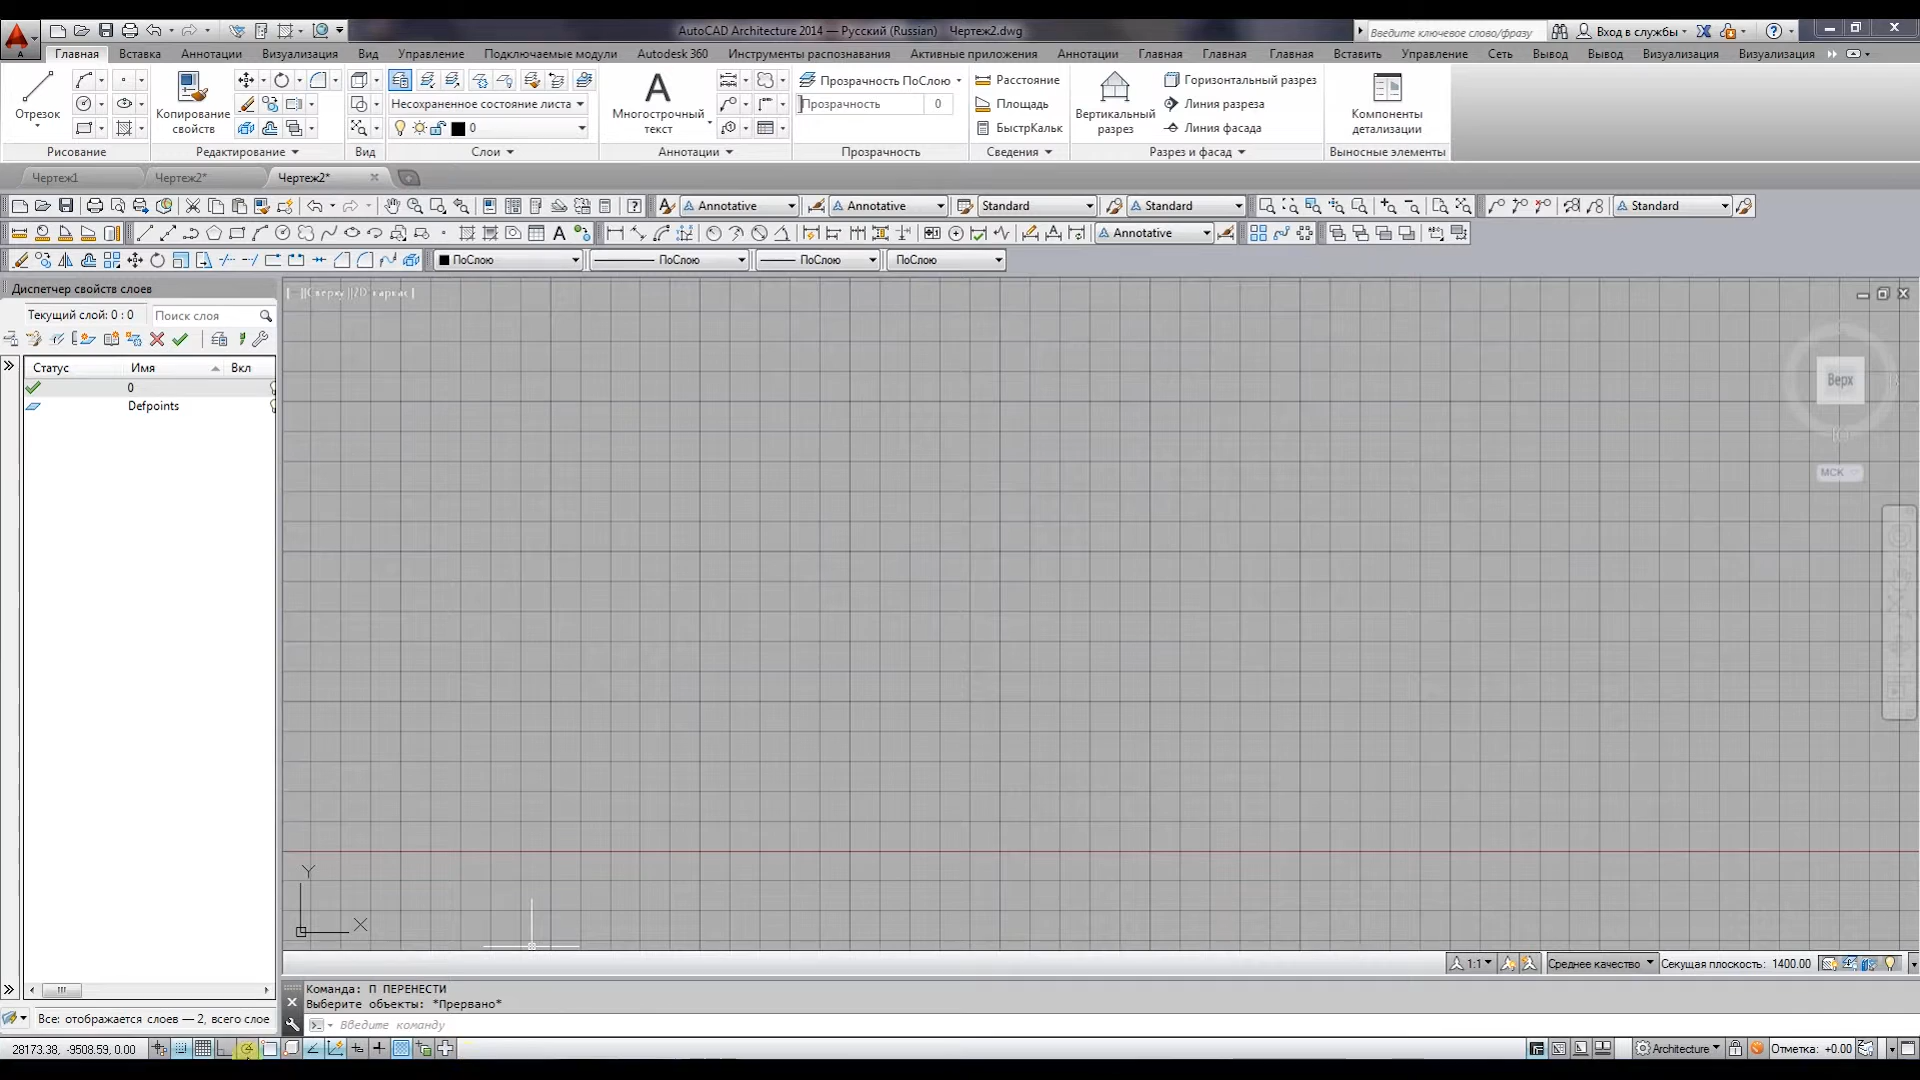 AutoCAD Architecture 2014 — Русский (Russian) Чертеж2.dwg
Введите ключевое слово/фразу
Вход в службы
Главная Вставка Аннотации Визуализация Вид Управление Подключаемые модули Autodesk 360 Инструменты распознавания Активные приложения Аннотации Главная Главная Главная Вставить Управление Сеть Вывод Вывод Визуализация Визуализация
Отрезок
Рисование
Копирование свойств
Редактирование
Вид
Несохраненное состояние листа
0
Слои
A
Многострочный текст
Аннотации
Прозрачность ПоСлою
Прозрачность 0
Прозрачность
Расстояние
Площадь
БыстрКальк
Сведения
Вертикальный разрез
Горизонтальный разрез
Линия разреза
Линия фасада
Разрез и фасад
Компоненты детализации
Выносные элементы
Чертеж1 Чертеж2* Чертеж2*
Annotative Annotative Standard Standard Standard
Annotative
ПоСлою ПоСлою ПоСлою ПоСлою
Диспетчер свойств слоев
Текущий слой: 0 : 0 Поиск слоя
Статус Имя Вкл
0
Defpoints
Все: отображается слоев — 2, всего слое
[—][Сверху][2D-каркас]
Верх
МСК
Y
X
1:1 Среднее качество Секущая плоскость: 1400.00
Команда: П ПЕРЕНЕСТИ
Выберите объекты: *Прервано*
Введите команду
28173.38, -9508.59, 0.00
Architecture Отметка: +0.00